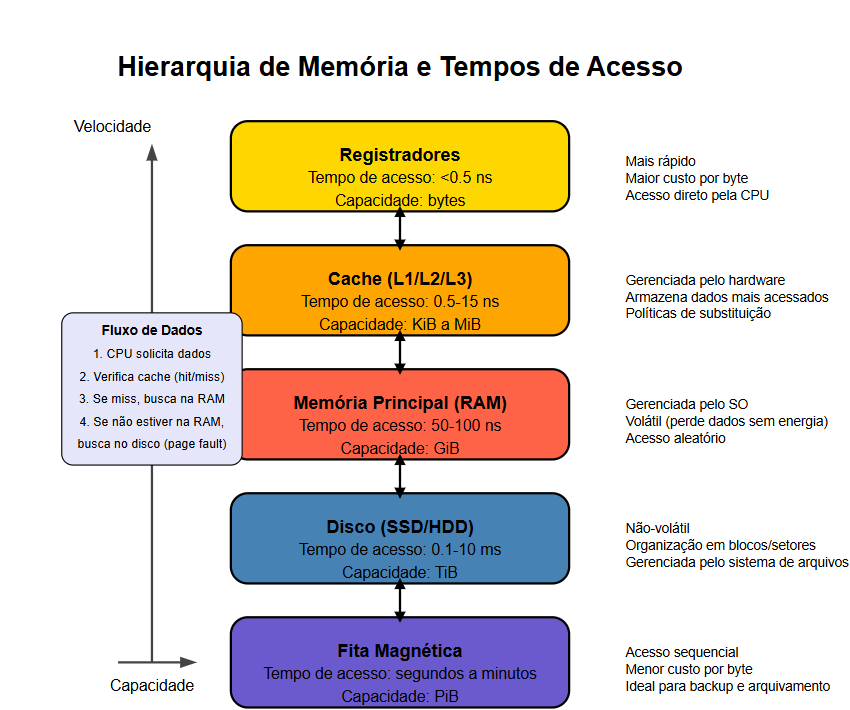 Hierarquia de Memória e Tempos de Acesso
Velocidade
Registradores
Tempo de acesso: <0.5 ns
Capacidade: bytes
Mais rápido
Maior custo por byte
Acesso direto pela CPU
Cache (L1/L2/L3)
Tempo de acesso: 0.5-15 ns
Capacidade: KiB a MiB
Gerenciada pelo hardware
Armazena dados mais acessados
Políticas de substituição
Fluxo de Dados
1. CPU solicita dados
2. Verifica cache (hit/miss)
3. Se miss, busca na RAM
4. Se não estiver na RAM,
busca no disco (page fault)
Memória Principal (RAM)
Tempo de acesso: 50-100 ns
Capacidade: GiB
Gerenciada pelo SO
Volátil (perde dados sem energia)
Acesso aleatório
Disco (SSD/HDD)
Tempo de acesso: 0.1-10 ms
Capacidade: TiB
Não-volátil
Organização em blocos/setores
Gerenciada pelo sistema de arquivos
Fita Magnética
Tempo de acesso: segundos a minutos
Capacidade: PiB
Acesso sequencial
Menor custo por byte
Ideal para backup e arquivamento
Capacidade